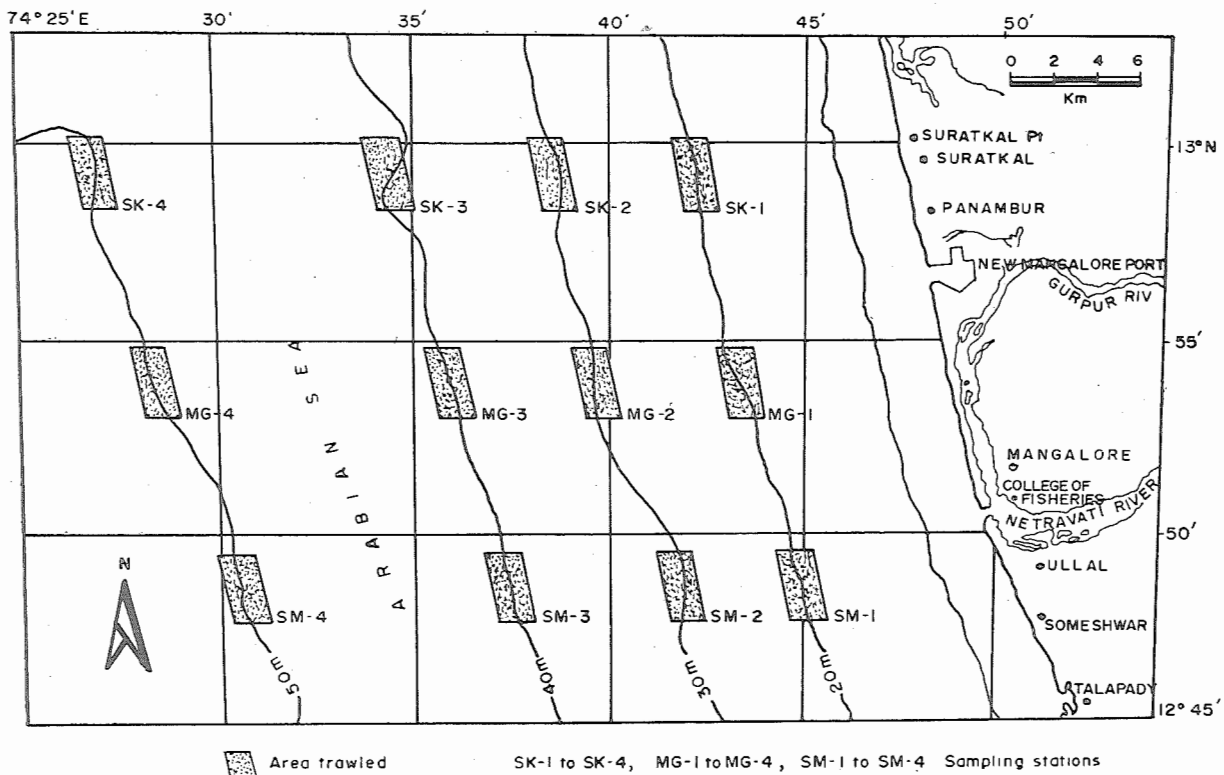 74° 25' E 30' 35' 40' 45' 50'
0 2 4 6
Km
SURATKAL Pt
13° N
SURATKAL
SK-4 SK-3 SK-2 SK-1
PANAMBUR
NEW MANGALORE PORT
GURPUR RIV
55'
MG-4 MG-3 MG-2 MG-1
ARABIAN SEA
MANGALORE
COLLEGE OF
FISHERIES
NETRAVATI RIVER
50'
N
ULLAL
SM-4 SM-3 SM-2 SM-1
SOMESHWAR
50m 40m 30m 20m
TALAPADY
12° 45'
Area trawled SK-1 to SK-4, MG-1 to MG-4, SM-1 to SM-4 Sampling stations